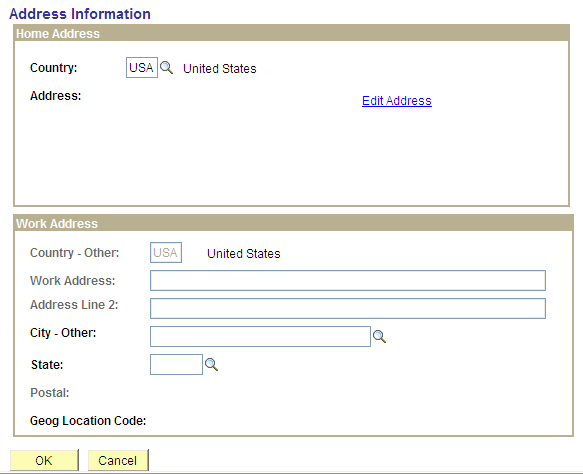 Address Information
Home Address
Country: USA United States
Address: Edit Address
Work Address
Country - Other: USA United States
Work Address:
Address Line 2:
City - Other:
State:
Postal:
Geog Location Code:
OK Cancel